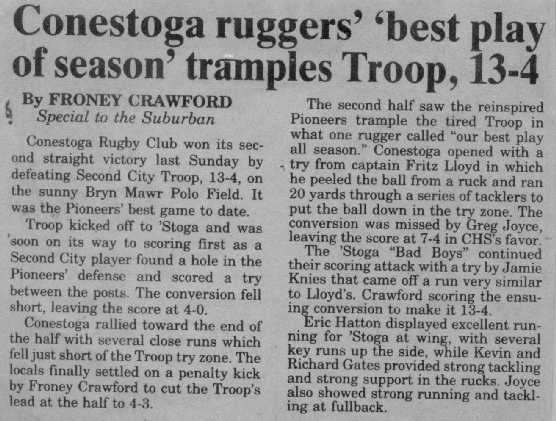 Conestoga ruggers' 'best play
of season' tramples Troop, 13-4
By FRONEY CRAWFORD
Special to the Suburban
Conestoga Rugby Club won its sec-
ond straight victory last Sunday by
defeating Second City Troop, 13-4, on
the sunny Bryn Mawr Polo Field. It
was the Pioneers' best game to date.
Troop kicked off to 'Stoga and was
soon on its way to scoring first as a
Second City player found a hole in the
Pioneers' defense and scored a try
between the posts. The conversion fell
short, leaving the score at 4-0.
Conestoga rallied toward the end of
the half with several close runs which
fell just short of the Troop try zone. The
locals finally settled on a penalty kick
by Froney Crawford to cut the Troop's
lead at the half to 4-3.
The second half saw the reinspired
Pioneers trample the tired Troop in
what one rugger called "our best play
all season." Conestoga opened with a
try from captain Fritz Lloyd in which
he peeled the ball from a ruck and ran
20 yards through a series of tacklers to
put the ball down in the try zone. The
conversion was missed by Greg Joyce,
leaving the score at 7-4 in CHS's favor.
The 'Stoga "Bad Boys" continued
their scoring attack with a try by Jamie
Knies that came off a run very similar
to Lloyd's. Crawford scoring the ensu-
ing conversion to make it 13-4.
Eric Hatton displayed excellent run-
ning for 'Stoga at wing, with several
key runs up the side, while Kevin and
Richard Gates provided strong tackling
and strong support in the rucks. Joyce
also showed strong running and tackl-
ing at fullback.